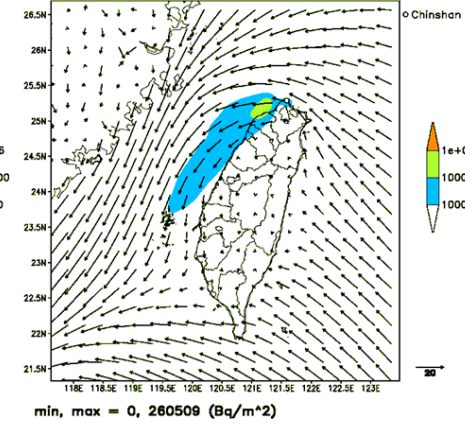 26.5N
Chinshan
26N
25.5N
25N
24.5N
24N
23.5N
23N
22.5N
22N
21.5N
118E 118.5E 119E 119.5E 120E 120.5E 121E 121.5E 122E 122.5E 123E
20
min, max = 0, 260509 (Bq/m^2)